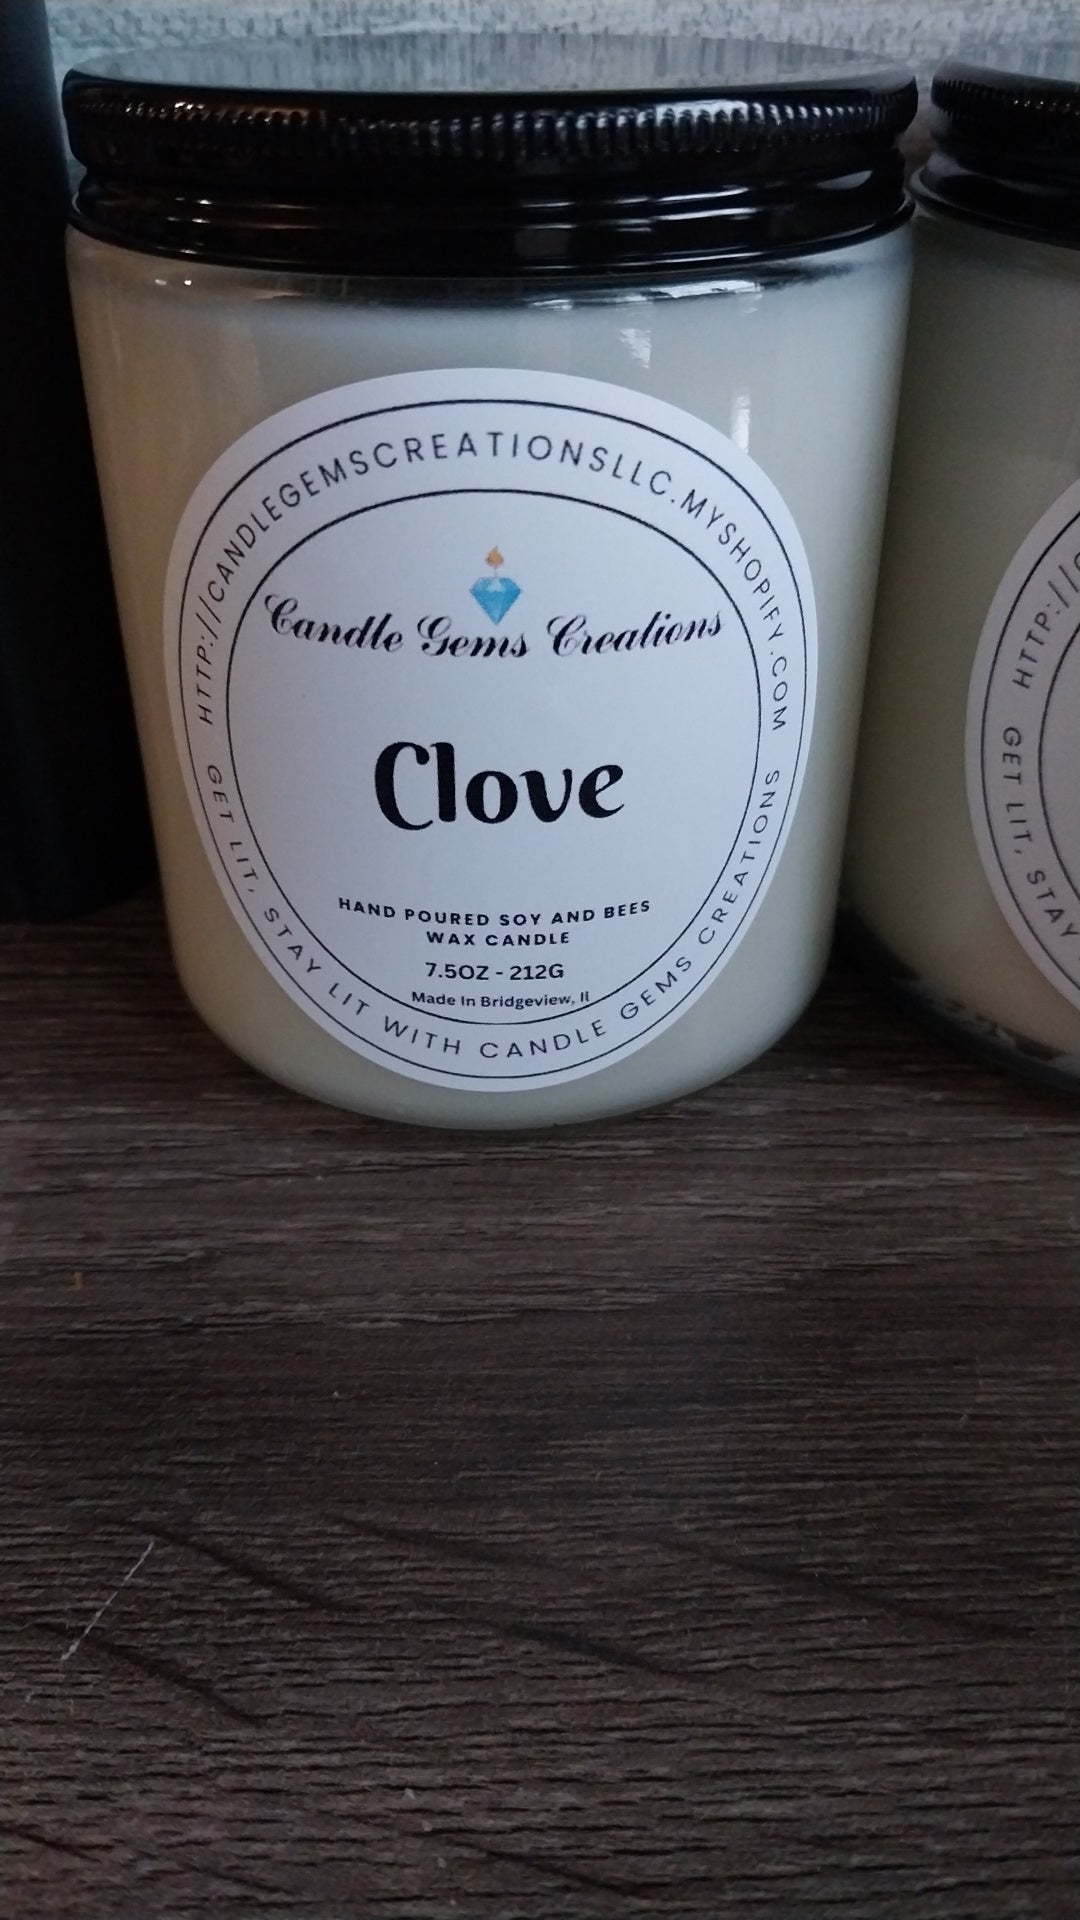 HTTP://CANDLEGEMSCREATIONSLLC.MYSHOPIFY.COM
Candle Gems Creations
Clove
HAND POURED SOY AND BEES
WAX CANDLE
7.5OZ - 212G
Made In Bridgeview, Il
GET LIT, STAY LIT WITH CANDLE GEMS CREATIONS
HTTP://
GET LIT, STAY